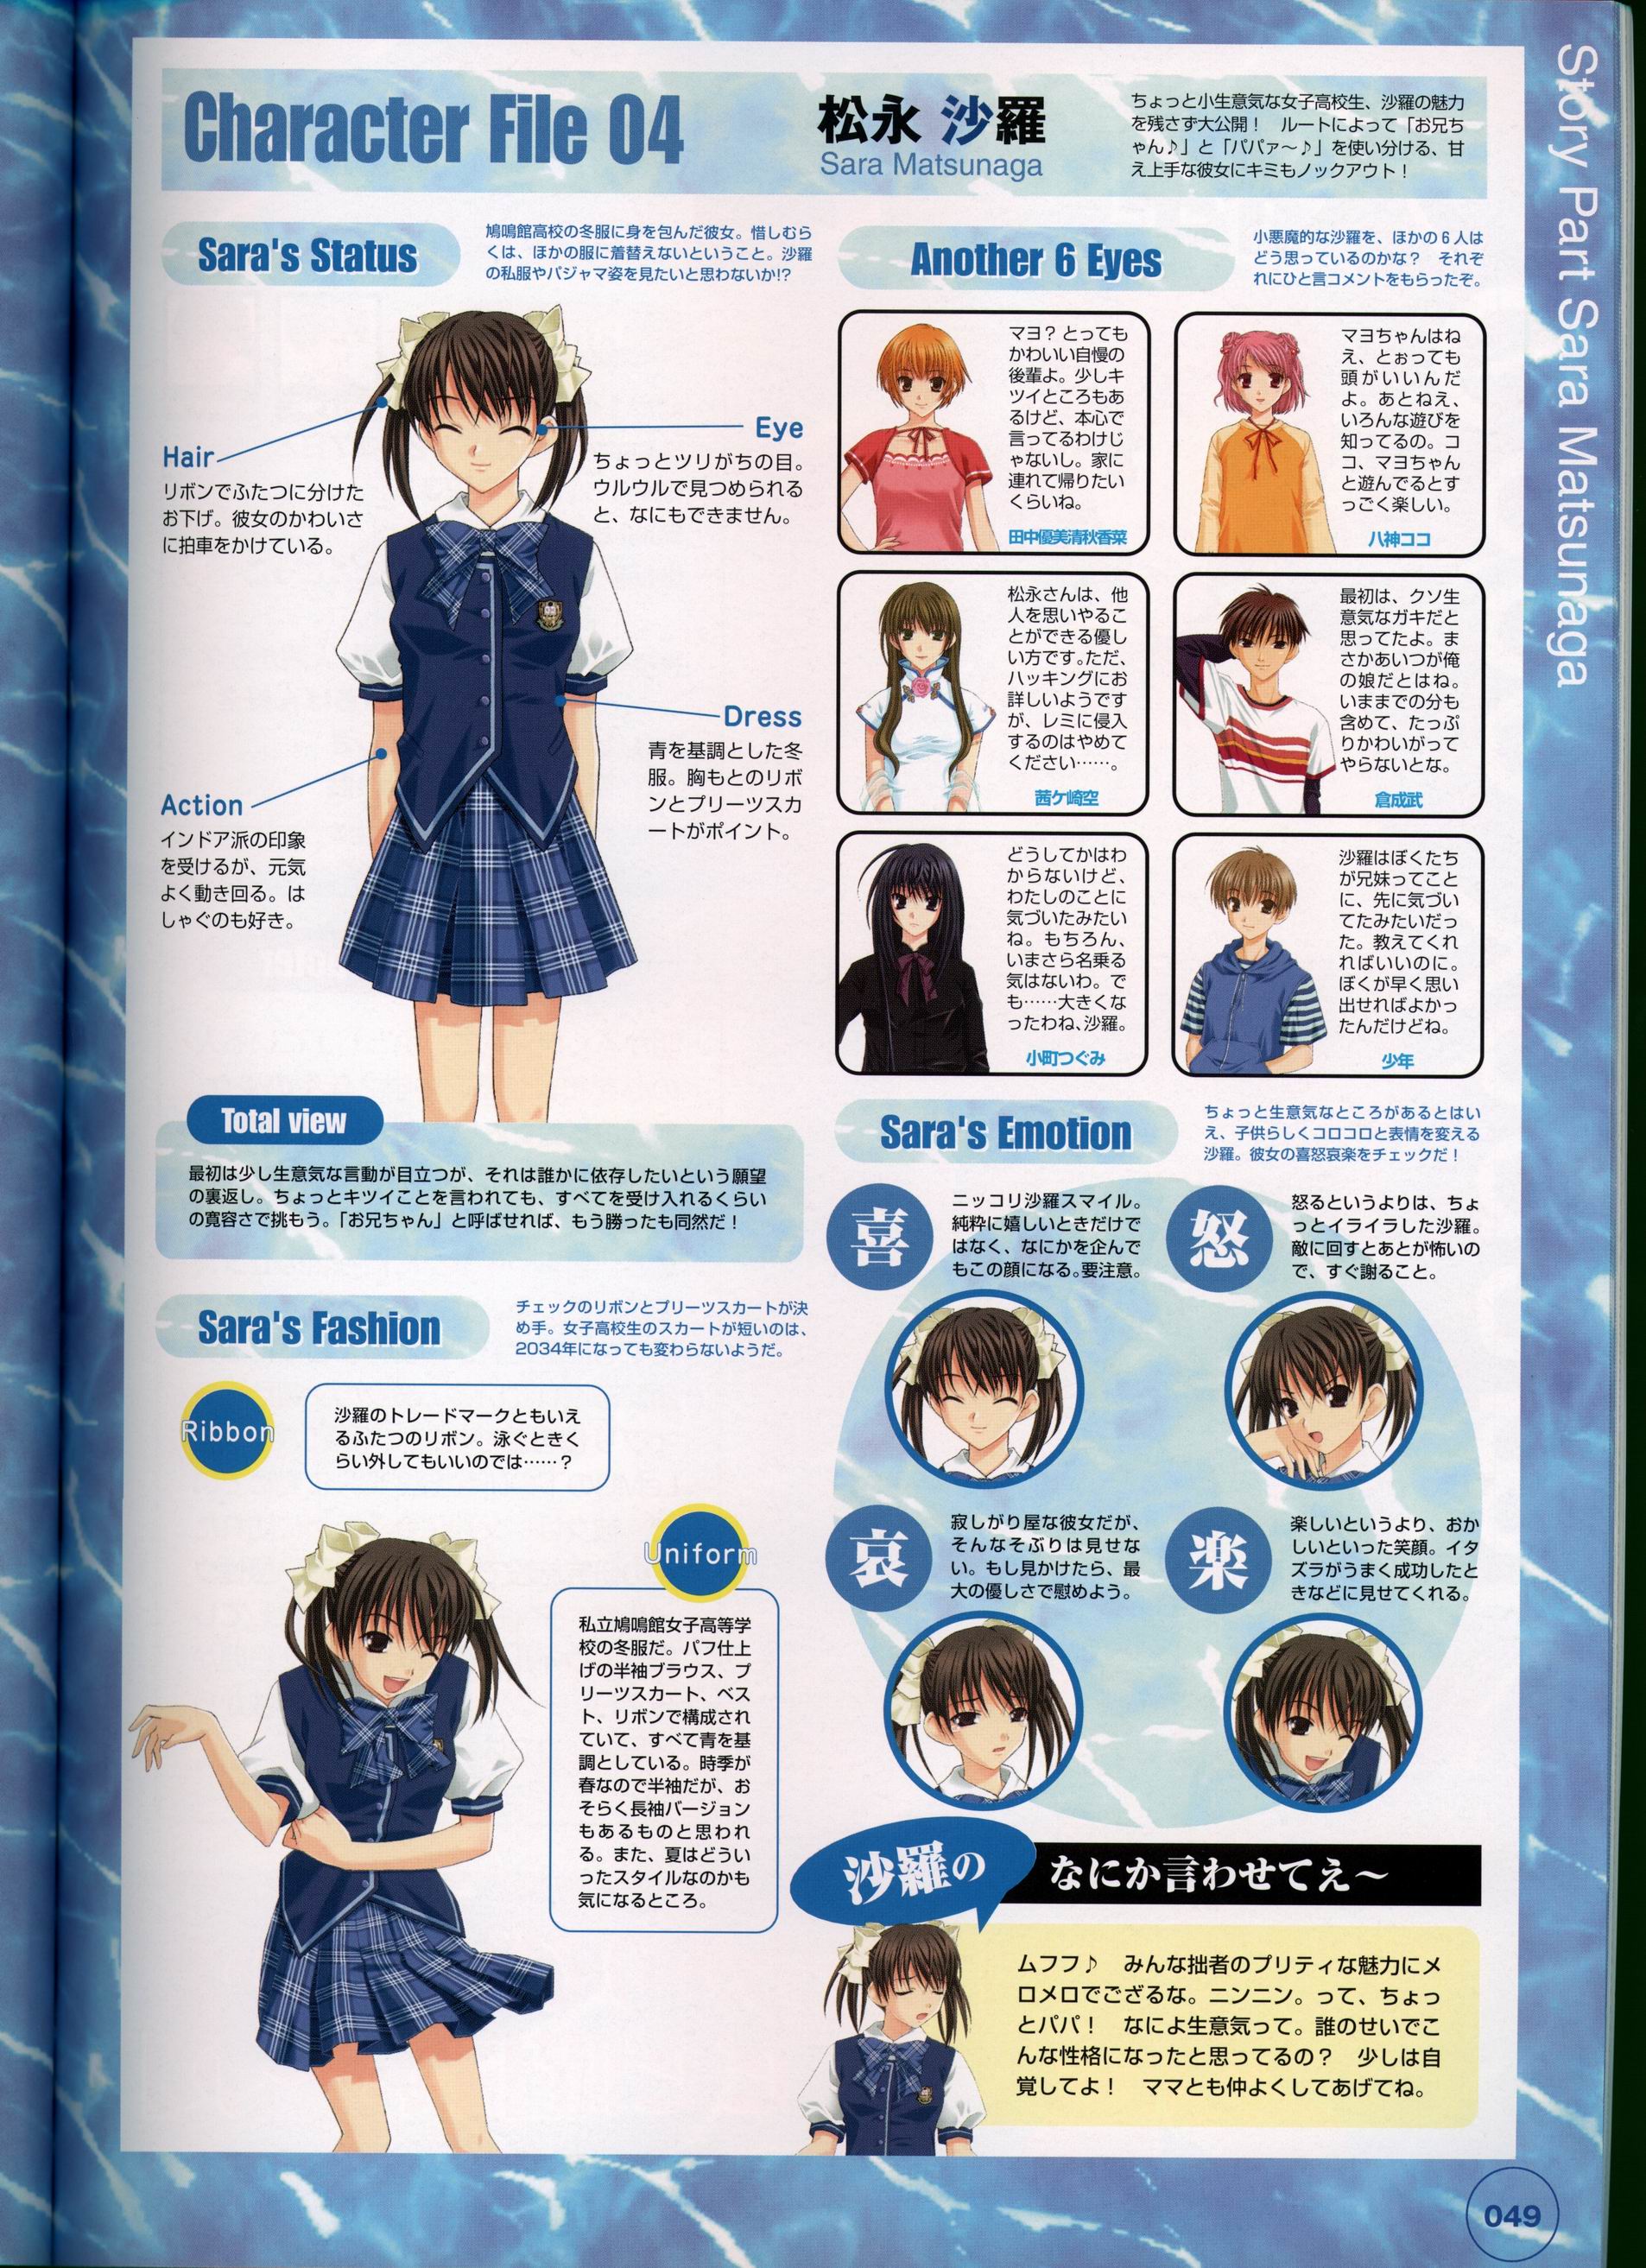 Character File 04
松永 沙羅
Sara Matsunaga
ちょっと小生意気な女子高校生、沙羅の魅力
を残さず大公開！　ルートによって「お兄ち
ゃん♪」と「パパァ～♪」を使い分ける、甘
え上手な彼女にキミもノックアウト！
Story Part Sara Matsunaga
Sara's Status
鳩鳴館高校の冬服に身を包んだ彼女。惜しむら
くは、ほかの服に着替えないということ。沙羅
の私服やパジャマ姿を見たいと思わないか!?
Hair
リボンでふたつに分けた
お下げ。彼女のかわいさ
に拍車をかけている。
Eye
ちょっとツリがちの目。
ウルウルで見つめられる
と、なにもできません。
Dress
青を基調とした冬
服。胸もとのリボ
ンとプリーツスカ
ートがポイント。
Action
インドア派の印象
を受けるが、元気
よく動き回る。は
しゃぐのも好き。
Total view
最初は少し生意気な言動が目立つが、それは誰かに依存したいという願望
の裏返し。ちょっとキツイことを言われても、すべてを受け入れるくらい
の寛容さで挑もう。「お兄ちゃん」と呼ばせれば、もう勝ったも同然だ！
Sara's Fashion
チェックのリボンとプリーツスカートが決
め手。女子高校生のスカートが短いのは、
2034年になっても変わらないようだ。
Ribbon
沙羅のトレードマークともいえ
るふたつのリボン。泳ぐときく
らい外してもいいのでは……？
Uniform
私立鳩鳴館女子高等学
校の冬服だ。パフ仕上
げの半袖ブラウス、プ
リーツスカート、ベス
ト、リボンで構成され
ていて、すべて青を基
調としている。時季が
春なので半袖だが、お
そらく長袖バージョン
もあるものと思われ
る。また、夏はどうい
ったスタイルなのかも
気になるところ。
Another 6 Eyes
小悪魔的な沙羅を、ほかの６人は
どう思っているのかな？　それぞ
れにひと言コメントをもらったぞ。
マヨ？とっても
かわいい自慢の
後輩よ。少しキ
ツイところもあ
るけど、本心で
言ってるわけじ
ゃないし。家に
連れて帰りたい
くらいね。
田中優美清秋香菜
マヨちゃんはね
え、とぉっても
頭がいいんだ
よ。あとねえ、
いろんな遊びを
知ってるの。コ
コ、マヨちゃん
と遊んでるとす
っごく楽しい。
八神ココ
松永さんは、他
人を思いやるこ
とができる優し
い方です。ただ、
ハッキングにお
詳しいようです
が、レミに侵入
するのはやめて
ください……。
茜ケ崎空
最初は、クソ生
意気なガキだと
思ってたよ。ま
さかあいつが俺
の娘だとはね。
いままでの分も
含めて、たっぷ
りかわいがって
やらないとな。
倉成武
どうしてかはわ
からないけど、
わたしのことに
気づいたみたい
ね。もちろん、
いまさら名乗る
気はないわ。で
も……大きくな
ったわね、沙羅。
小町つぐみ
沙羅はぼくたち
が兄妹ってこと
に、先に気づい
てたみたいだっ
た。教えてくれ
ればいいのに。
ぼくが早く思い
出せればよかっ
たんだけどね。
少年
Sara's Emotion
ちょっと生意気なところがあるとはい
え、子供らしくコロコロと表情を変える
沙羅。彼女の喜怒哀楽をチェックだ！
喜
ニッコリ沙羅スマイル。
純粋に嬉しいときだけで
はなく、なにかを企んで
もこの顔になる。要注意。
怒
怒るというよりは、ちょ
っとイライラした沙羅。
敵に回すとあとが怖いの
で、すぐ謝ること。
哀
寂しがり屋な彼女だが、
そんなそぶりは見せな
い。もし見かけたら、最
大の優しさで慰めよう。
楽
楽しいというより、おか
しいといった笑顔。イタ
ズラがうまく成功したと
きなどに見せてくれる。
沙羅の
なにか言わせてえ～
ムフフ♪　みんな拙者のプリティな魅力にメ
ロメロでござるな。ニンニン。って、ちょっ
とパパ！　なによ生意気って。誰のせいでこ
んな性格になったと思ってるの？　少しは自
覚してよ！　ママとも仲よくしてあげてね。
049